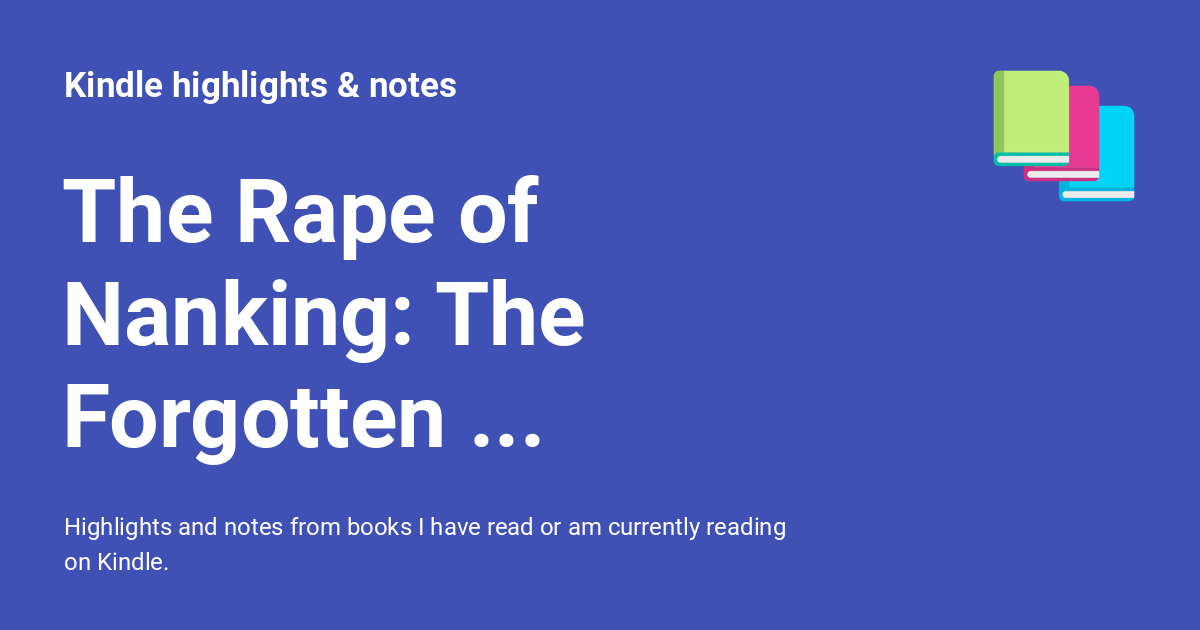 Kindle highlights & notes
The Rape of
Nanking: The
Forgotten ...
Highlights and notes from books I have read or am currently reading
on Kindle.